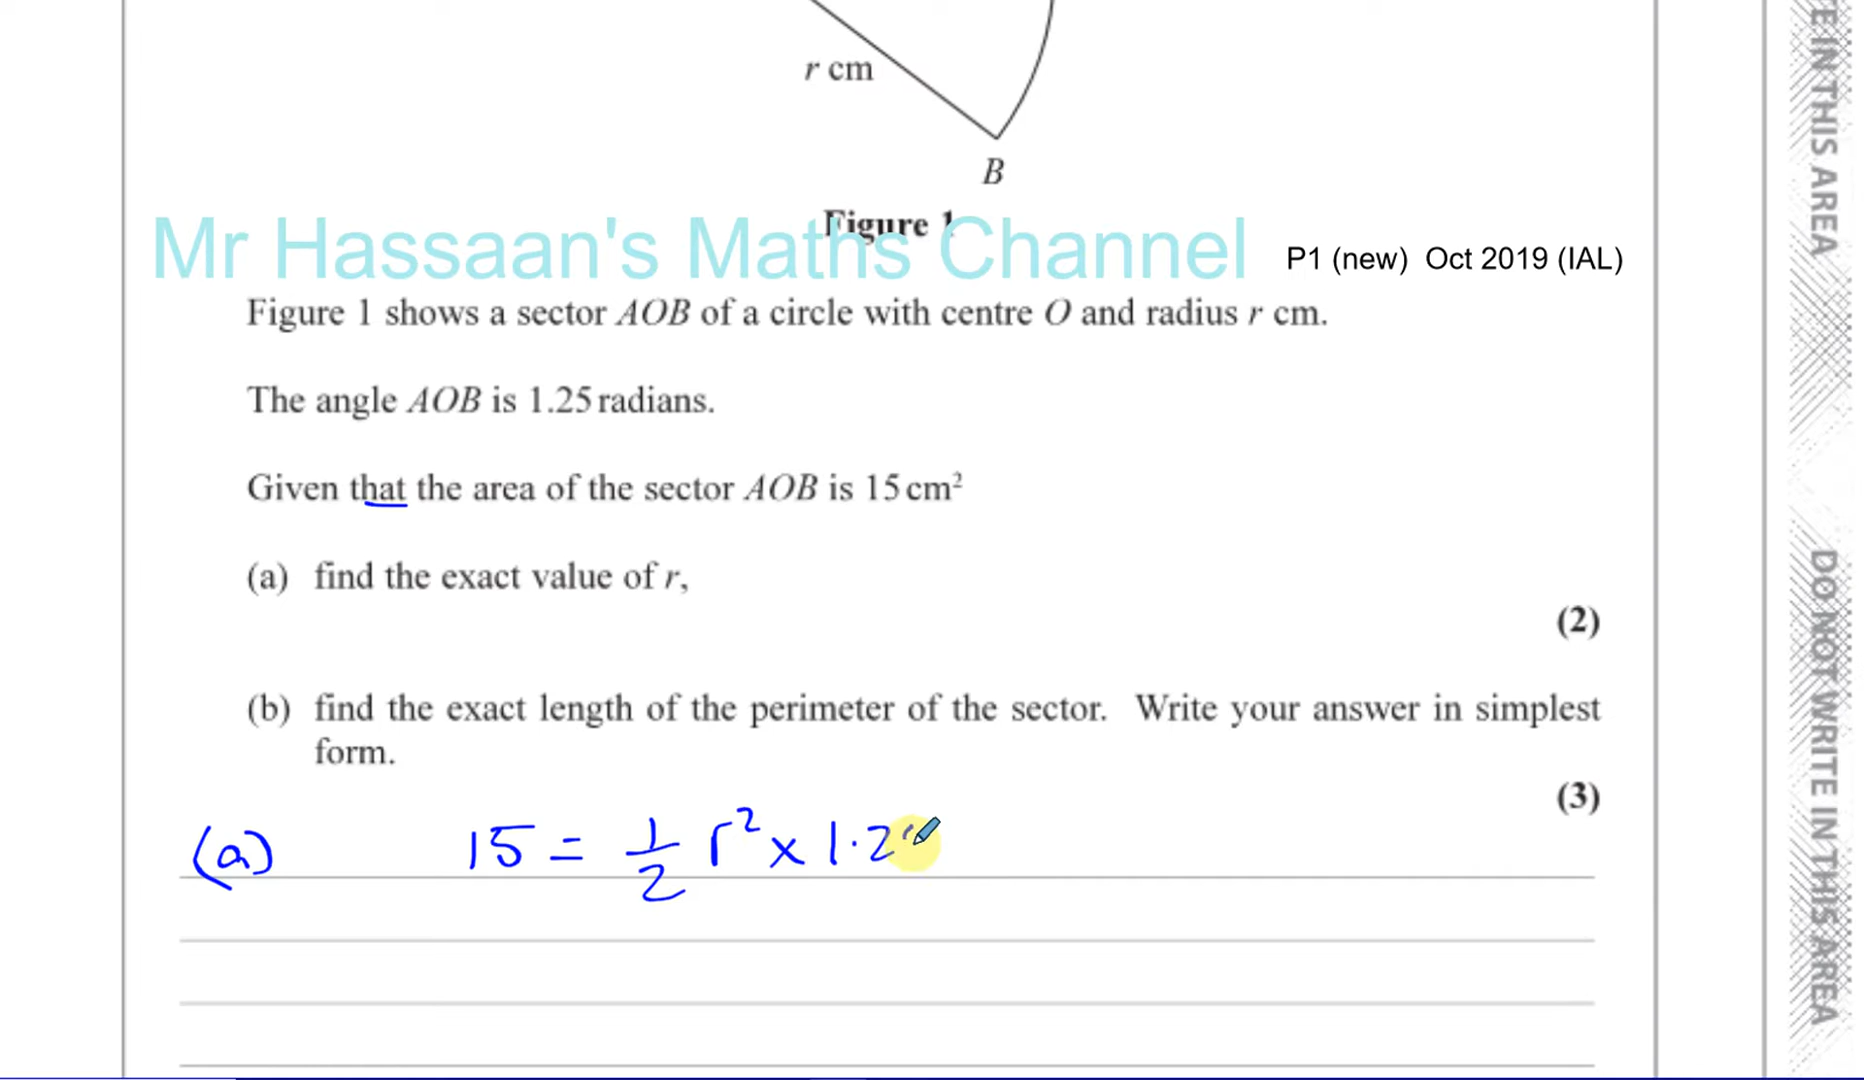 r cm
B
Figure 1
Mr Hassaan's Maths Channel
P1 (new) Oct 2019 (IAL)
Figure 1 shows a sector AOB of a circle with centre O and radius r cm.
The angle AOB is 1.25 radians.
Given that the area of the sector AOB is 15 cm²
(a) find the exact value of r,
(2)
(b) find the exact length of the perimeter of the sector. Write your answer in simplest
form.
(3)
(a) 15 = 1/2 r² × 1.2
E IN THIS AREA
DO NOT WRITE IN THIS AREA